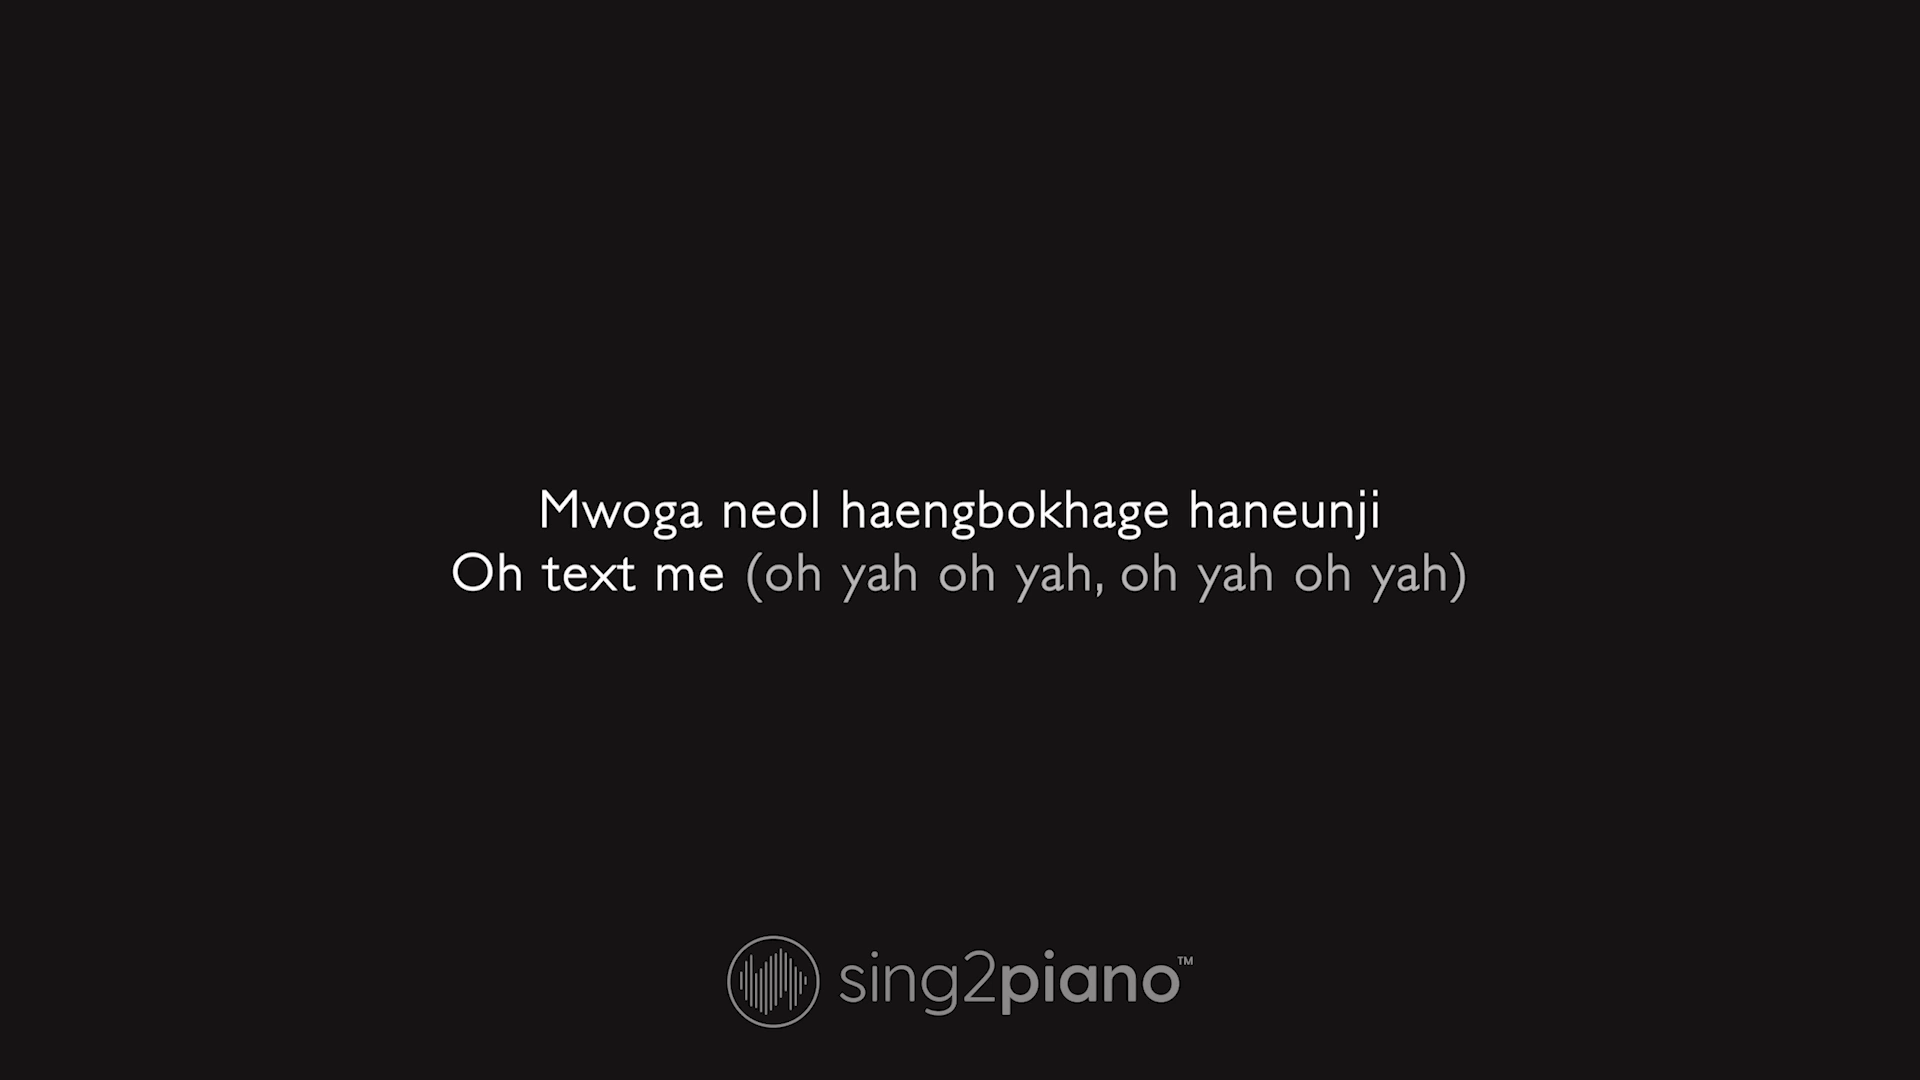 Mwoga neol haengbokhage haneunji
Oh text me (oh yah oh yah, oh yah oh yah)
sing2piano™